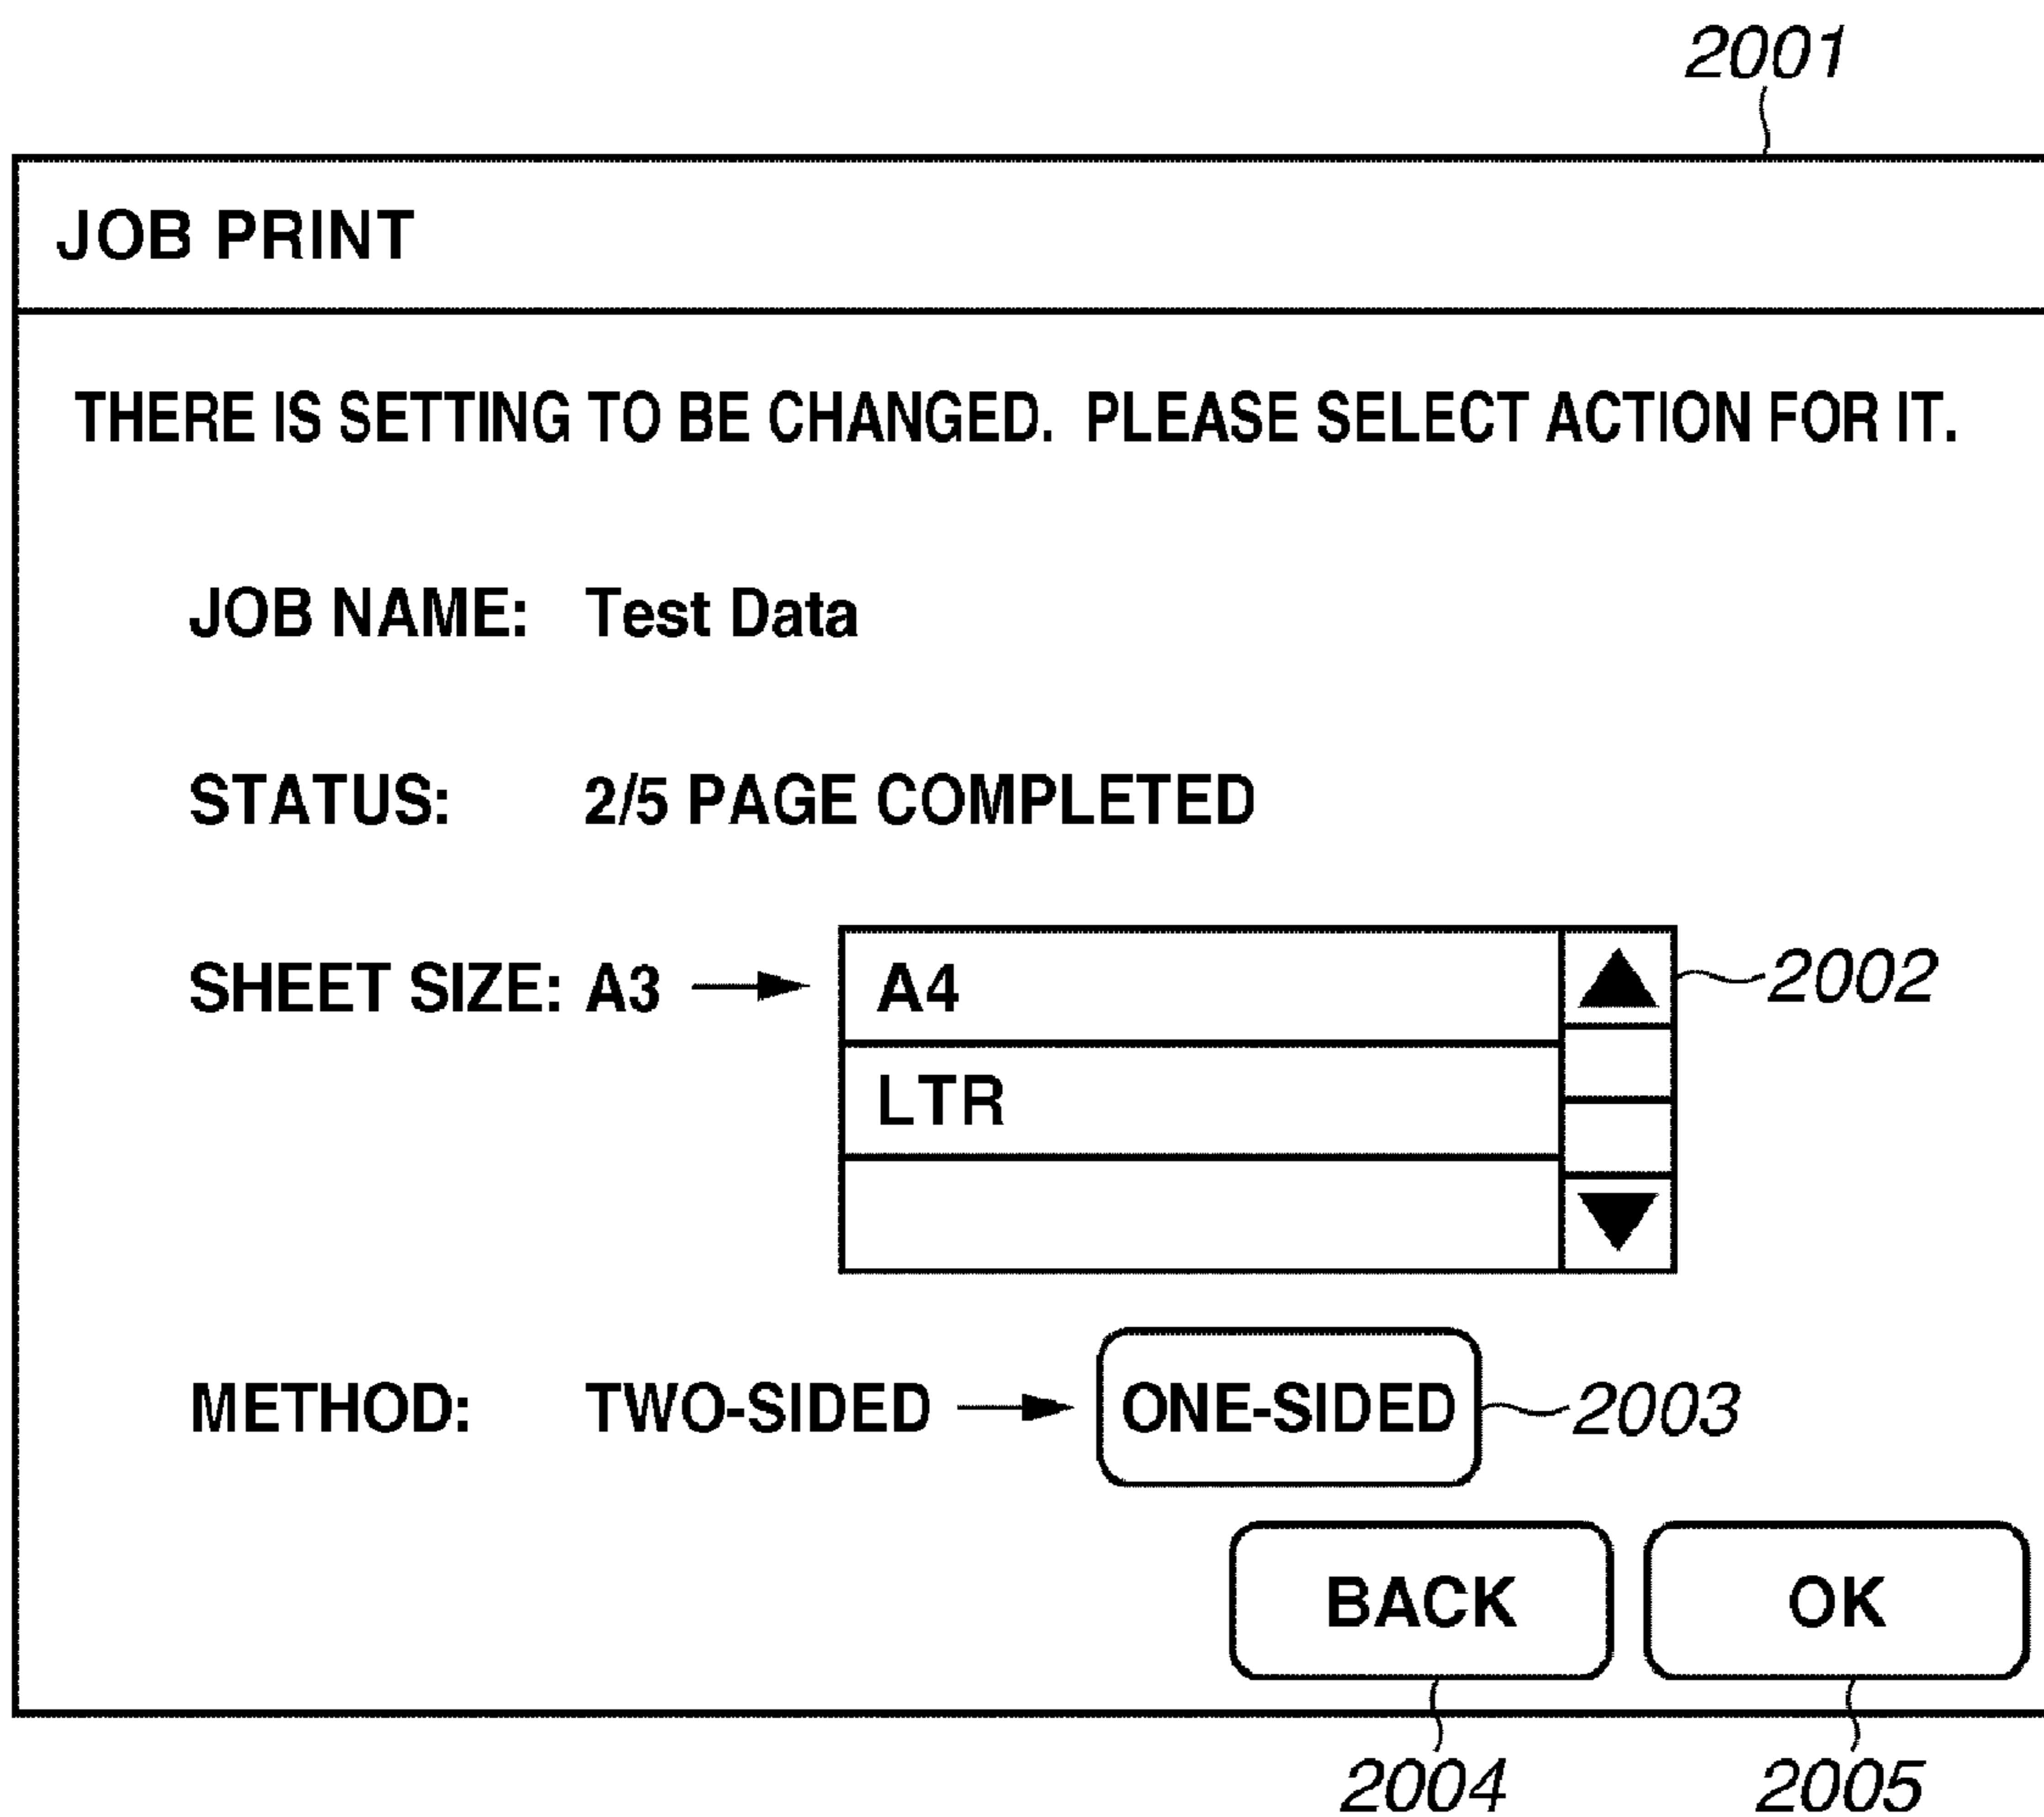 2001
JOB PRINT
THERE IS SETTING TO BE CHANGED. PLEASE SELECT ACTION FOR IT.
JOB NAME: Test Data
STATUS: 2/5 PAGE COMPLETED
SHEET SIZE: A3 → A4 2002
LTR
METHOD: TWO-SIDED → ONE-SIDED 2003
BACK OK
2004 2005